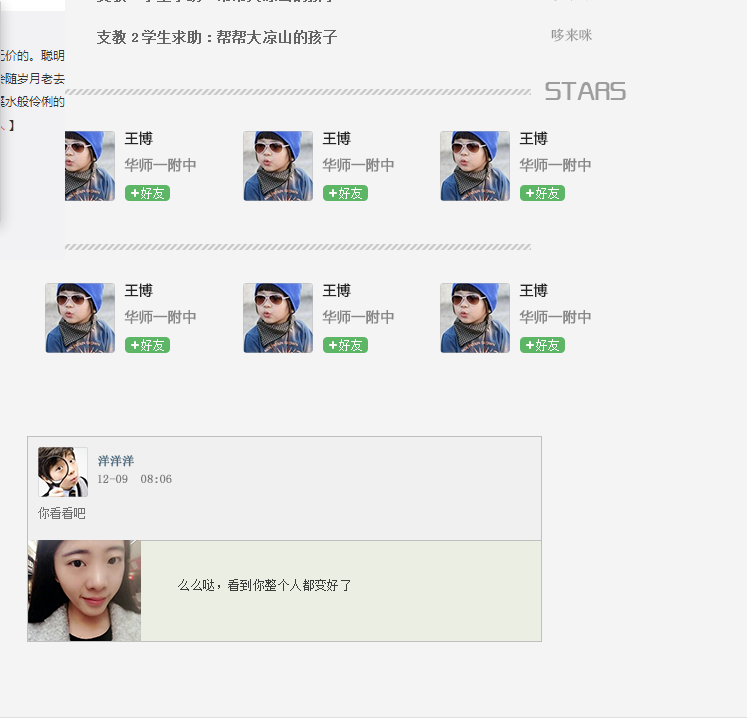 支教 2 学生求助：帮帮大凉山的孩子
哆来咪
无价的。聪明
会随岁月老去
墨水般伶俐的
人 】
STARS
王博
华师一附中
+好友
王博
华师一附中
+好友
王博
华师一附中
+好友
王博
华师一附中
+好友
王博
华师一附中
+好友
王博
华师一附中
+好友
洋洋洋
12-09 08:06
你看看吧
么么哒，看到你整个人都变好了